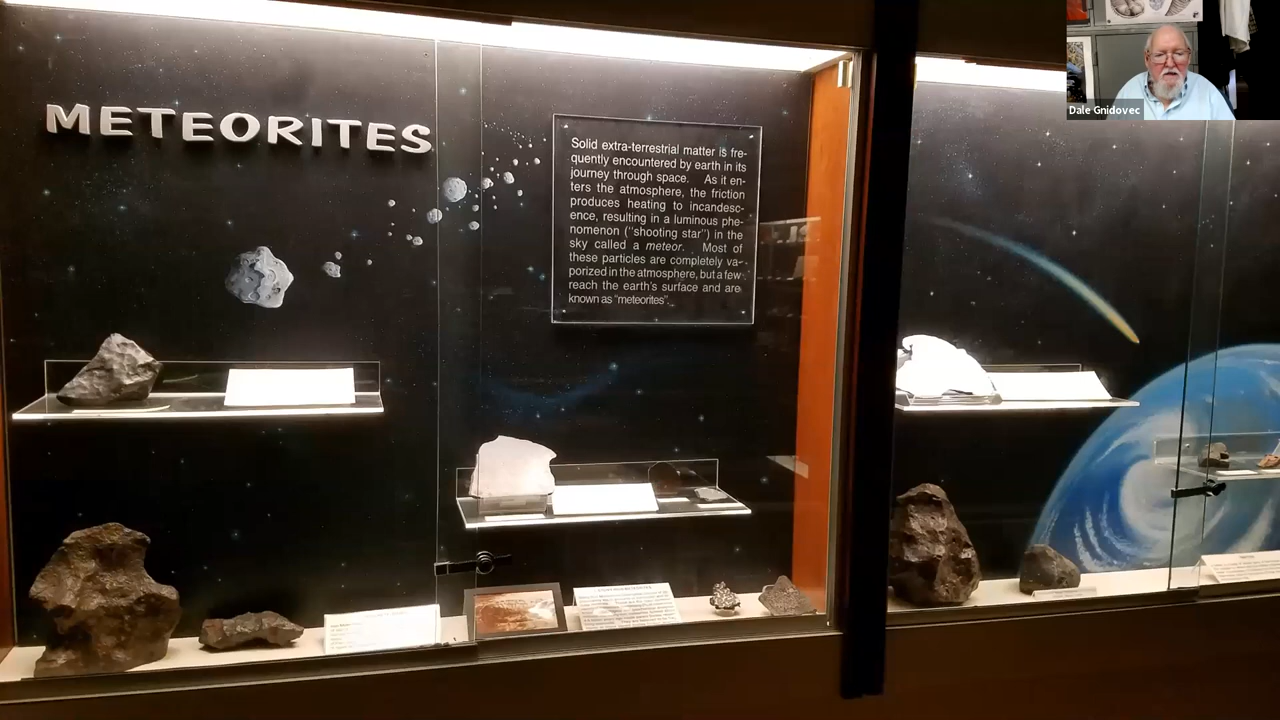 METEORITES
Solid extra-terrestrial matter is fre-
quently encountered by earth in its
journey through space. As it en-
ters the atmosphere, the friction
produces heating to incandesc-
ence, resulting in a luminous phe-
nomenon ("shooting star") in the
sky called a meteor. Most of
these particles are completely va-
porized in the atmosphere, but a few
reach the earth's surface and are
known as "meteorites".
Dale Gnidovec